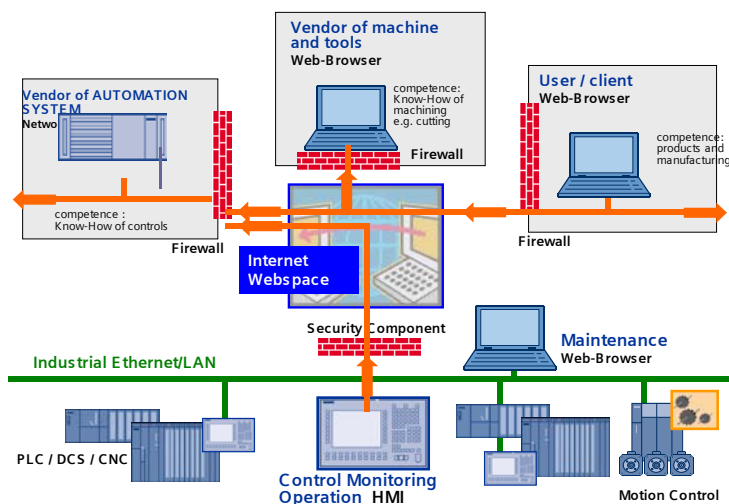 Vendor of machine
and tools
Web-Browser
competence:
Know-How of
machining
e.g. cutting
Firewall
Vendor of AUTOMATION
SYSTEM
competence :
Know-How of controls
Firewall
User / client
Web-Browser
competence:
products and
manufacturing
Firewall
Internet
Webspace
Security Component
Industrial Ethernet/LAN
Maintenance
Web-Browser
PLC / DCS / CNC
Control Monitoring
Operation HMI
Motion Control